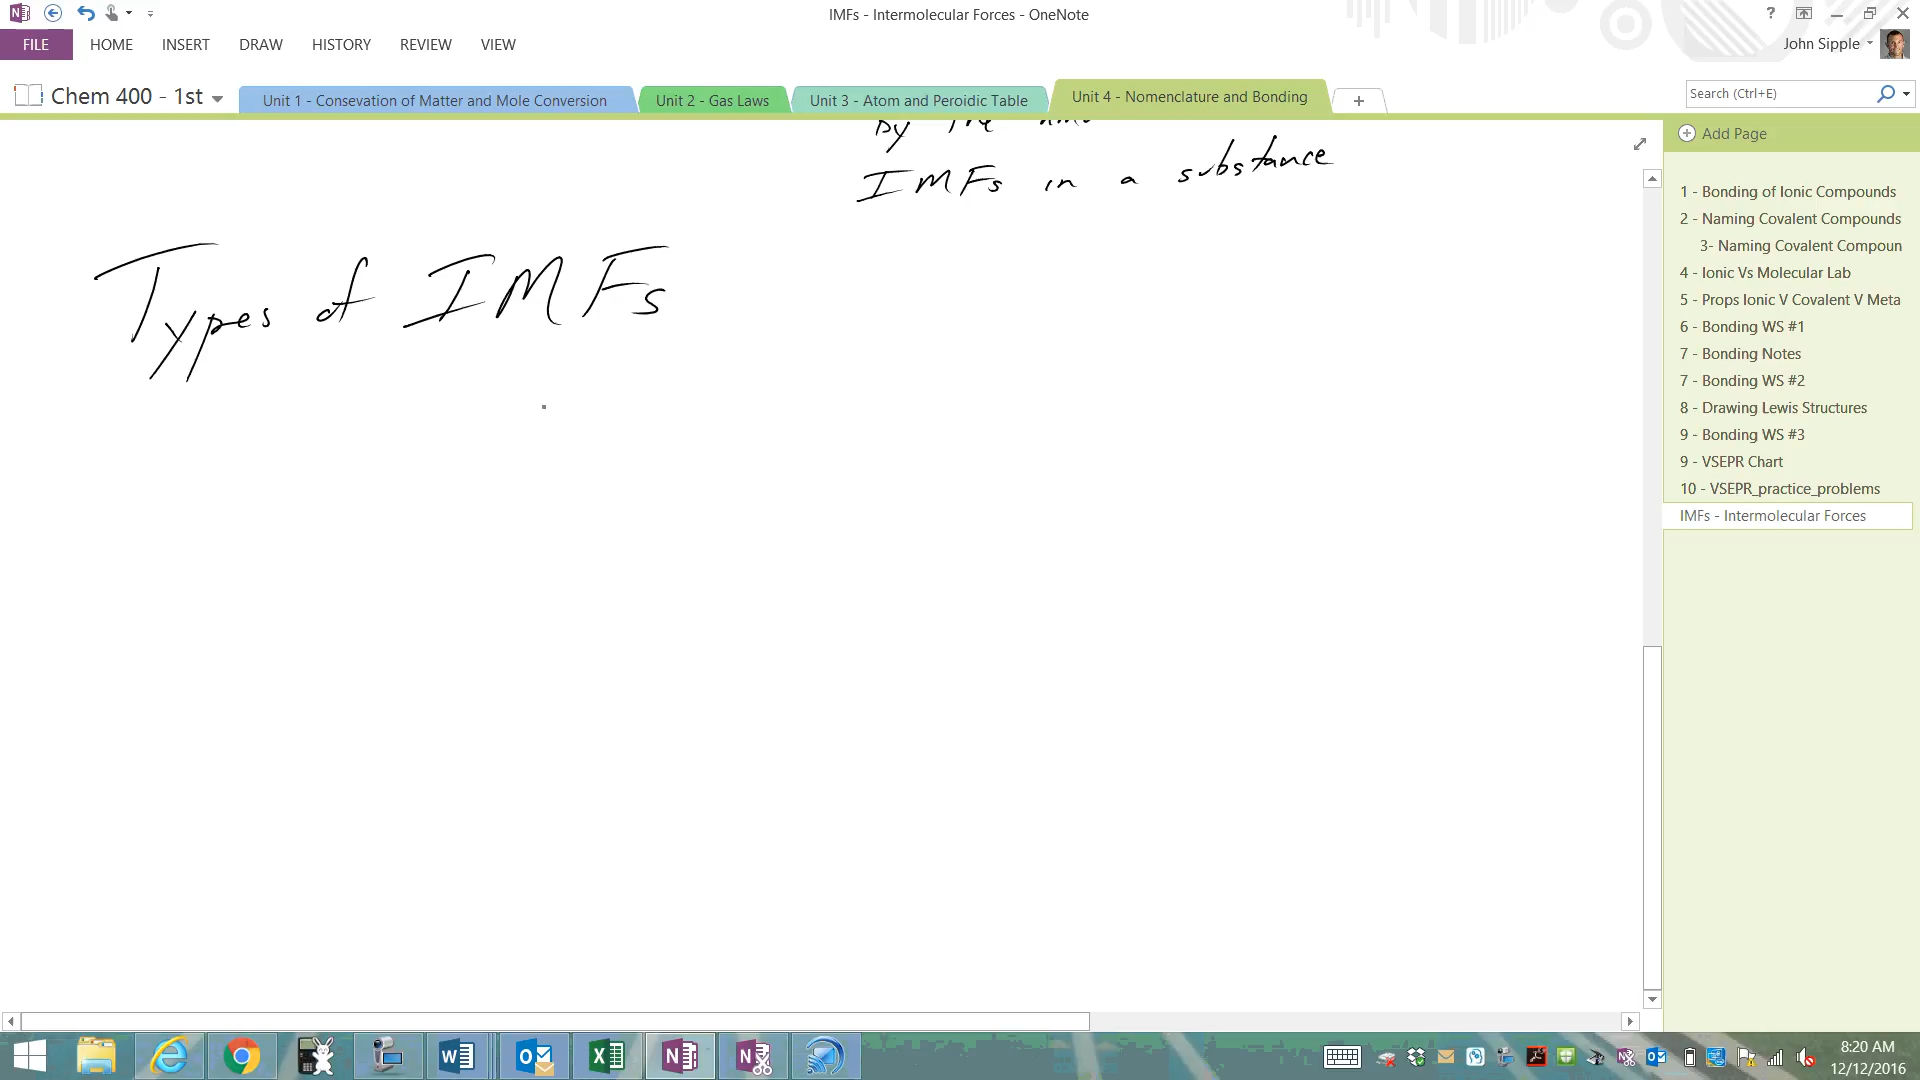 IMFs - Intermolecular Forces - OneNote
FILE HOME INSERT DRAW HISTORY REVIEW VIEW
John Sipple
Chem 400 - 1st
Unit 1 - Consevation of Matter and Mole Conversion
Unit 2 - Gas Laws
Unit 3 - Atom and Peroidic Table
Unit 4 - Nomenclature and Bonding
Search (Ctrl+E)
by the
IMFs in a substance
Types of IMFs
Add Page
1 - Bonding of Ionic Compounds
2 - Naming Covalent Compounds
3- Naming Covalent Compoun
4 - Ionic Vs Molecular Lab
5 - Props Ionic V Covalent V Meta
6 - Bonding WS #1
7 - Bonding Notes
7 - Bonding WS #2
8 - Drawing Lewis Structures
9 - Bonding WS #3
9 - VSEPR Chart
10 - VSEPR_practice_problems
IMFs - Intermolecular Forces
8:20 AM
12/12/2016